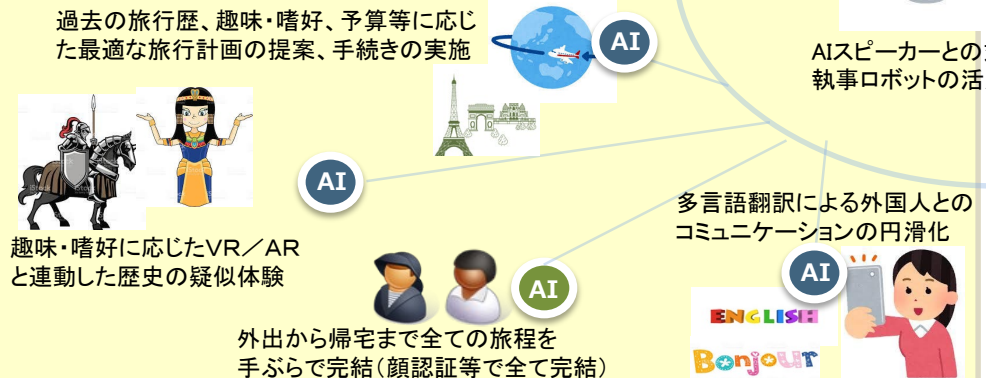 過去の旅行歴、趣味・嗜好、予算等に応じ
た最適な旅行計画の提案、手続きの実施
AI
AIスピーカーとの
執事ロボットの活
AI
趣味・嗜好に応じたVR／AR
と連動した歴史の疑似体験
AI
外出から帰宅まで全ての旅程を
手ぶらで完結（顔認証等で全て完結）
多言語翻訳による外国人との
コミュニケーションの円滑化
AI
ENGLISH
Bonjour